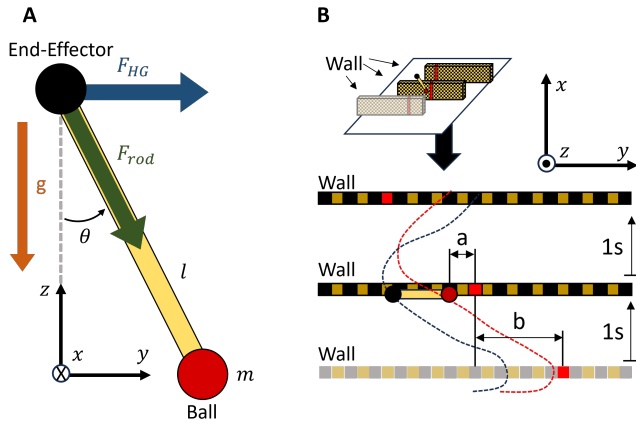 A
End-Effector
F_HG
F_rod
g
θ
l
z
x
y
m
Ball
B
Wall
x
z
y
Wall
a
1s
Wall
b
1s
Wall